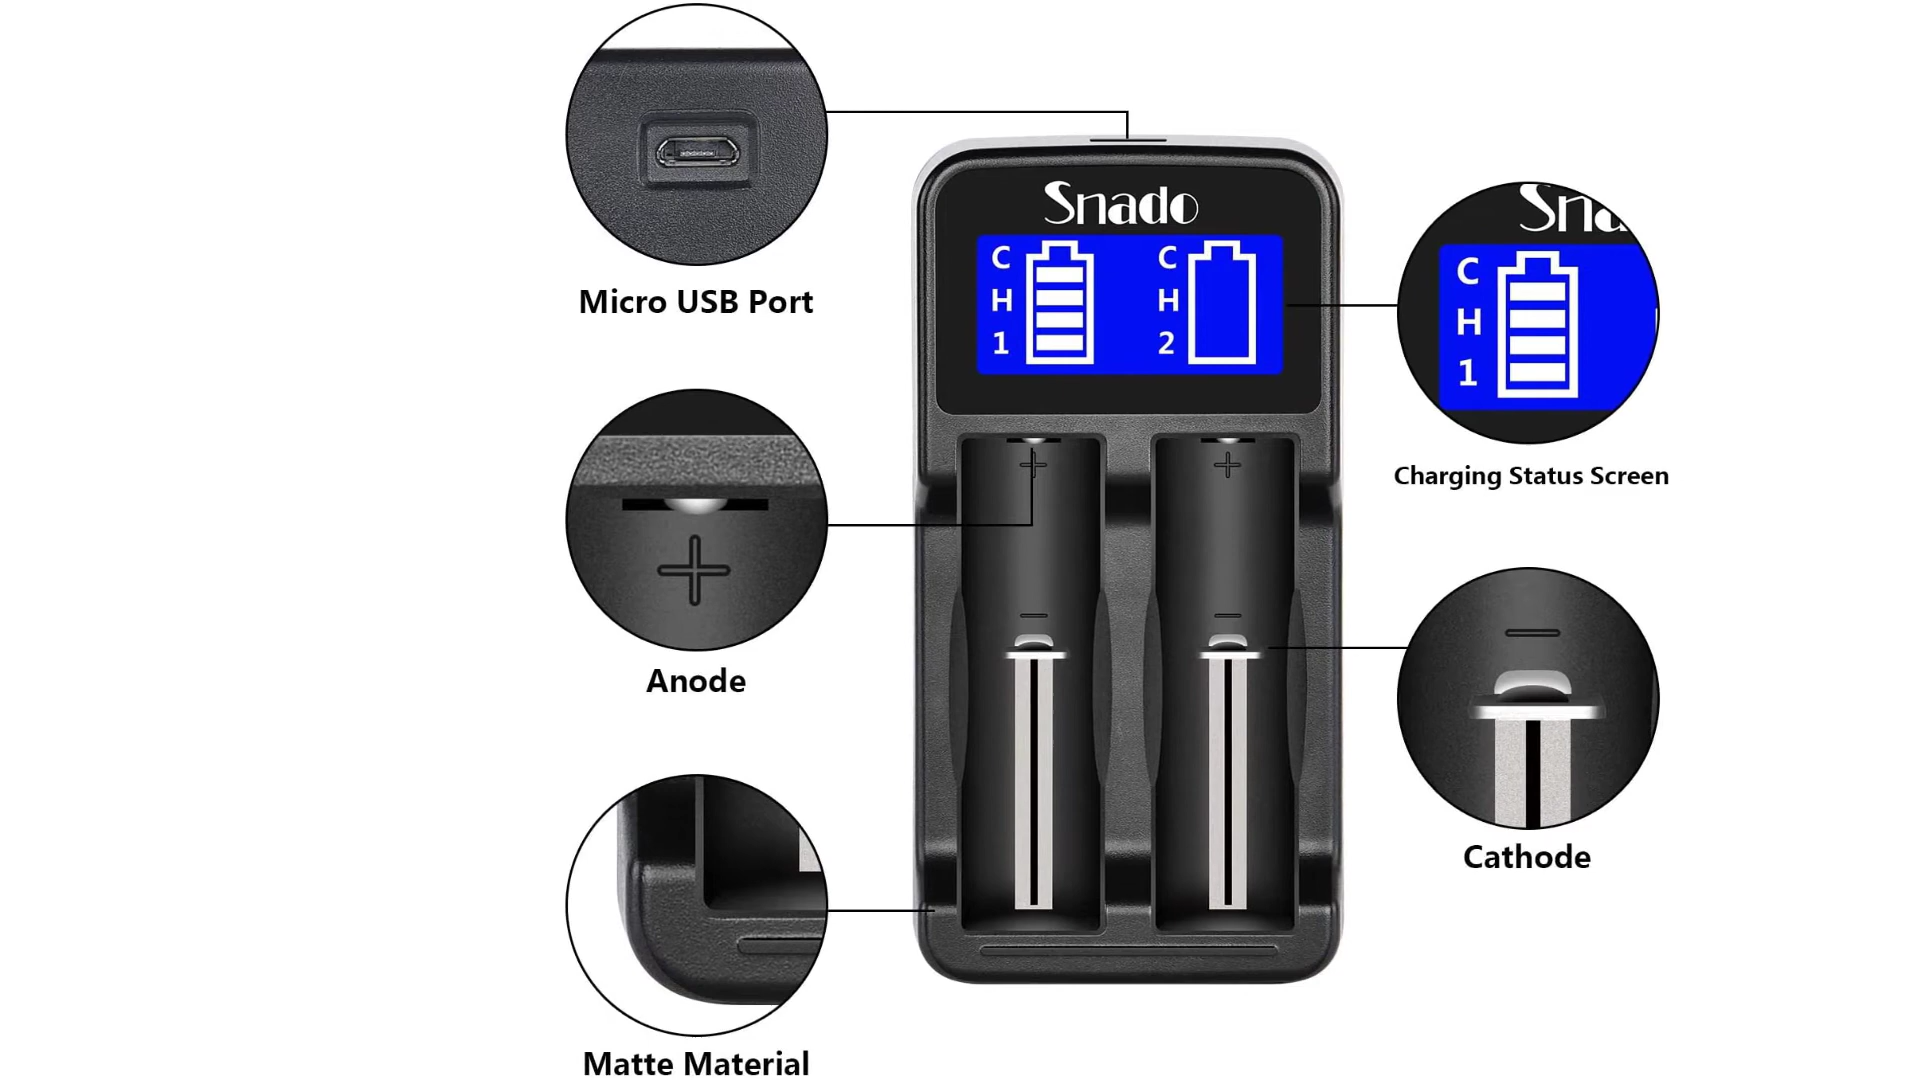 Micro USB Port
Snado
C H 1
C H 2
Sna
C H 1
Charging Status Screen
+
+
+
Anode
-
-
-
Cathode
Matte Material